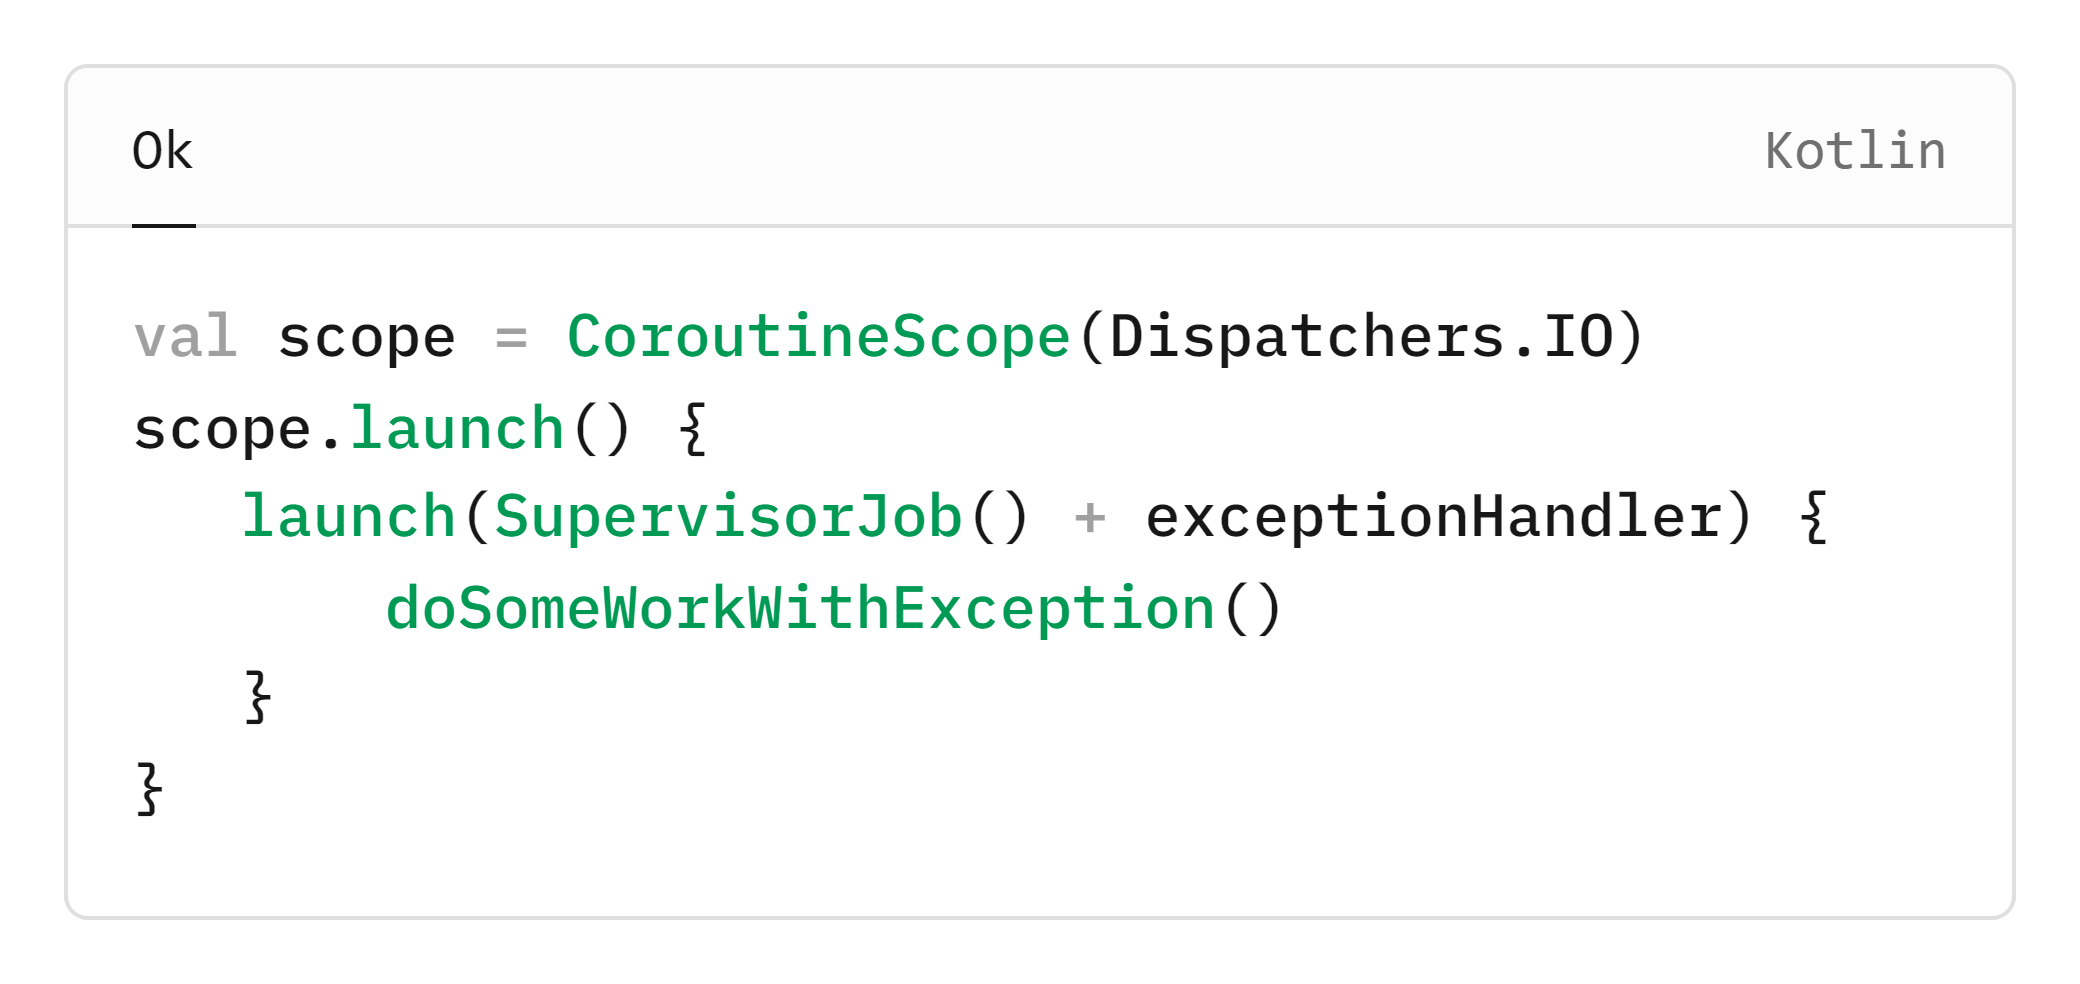 Ok
Kotlin
val scope = CoroutineScope(Dispatchers.IO)
scope.launch() {
   launch(SupervisorJob() + exceptionHandler) {
       doSomeWorkWithException()
   }
}